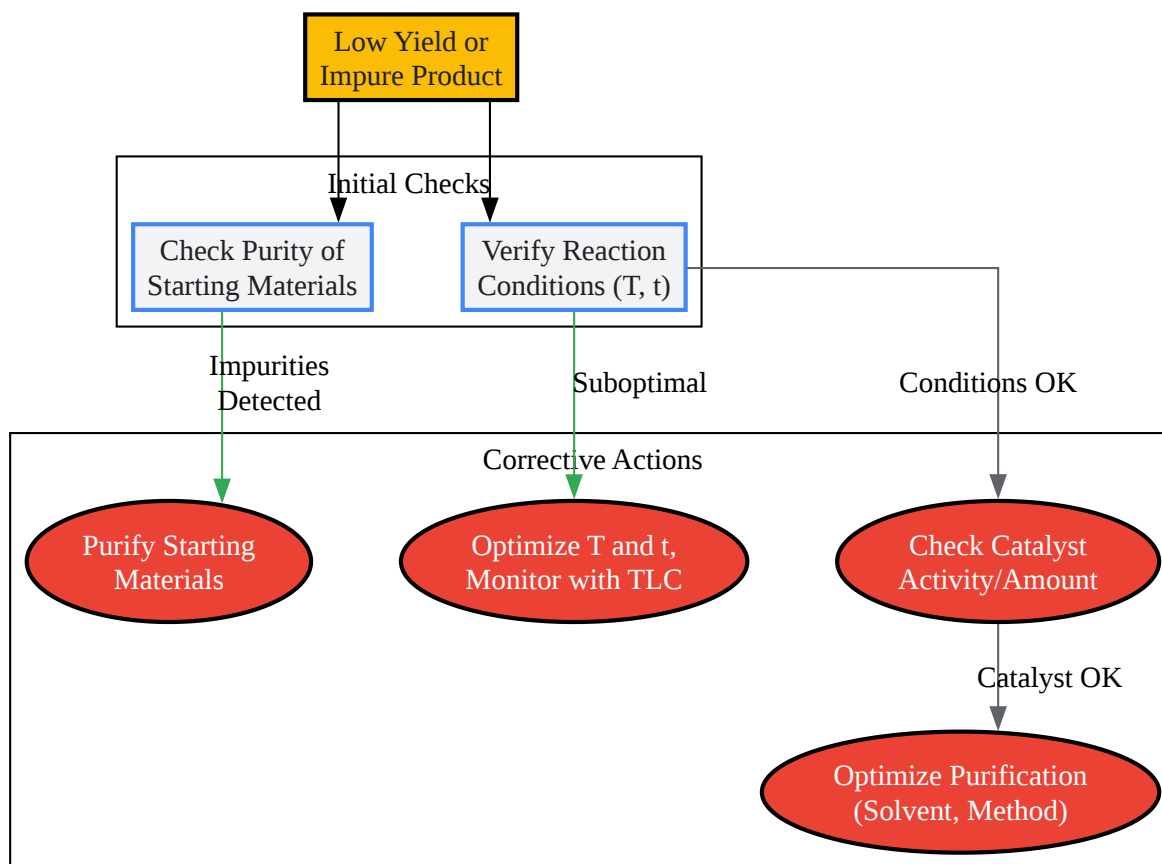 Low Yield or
Impure Product
Initial Checks
Check Purity of
Starting Materials
Verify Reaction
Conditions (T, t)
Impurities
Detected
Suboptimal
Conditions OK
Corrective Actions
Purify Starting
Materials
Optimize T and t,
Monitor with TLC
Check Catalyst
Activity/Amount
Catalyst OK
Optimize Purification
(Solvent, Method)